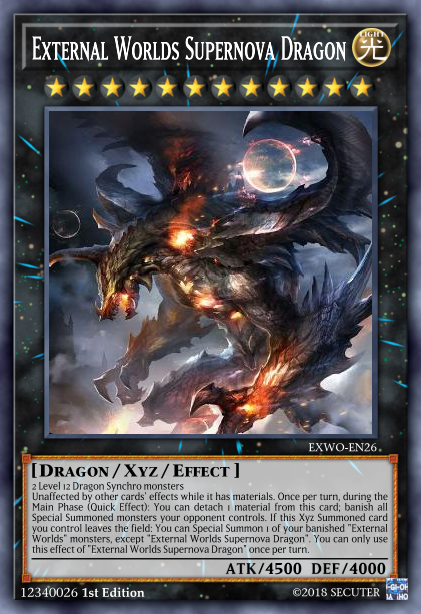 EXTERNAL WORLDS SUPERNOVA DRAGON
LIGHT
光
EXWO-EN26
[DRAGON / XYZ / EFFECT ]
2 Level 12 Dragon Synchro monsters
Unaffected by other cards' effects while it has materials. Once per turn, during the
Main Phase (Quick Effect): You can detach 1 material from this card; banish all
Special Summoned monsters your opponent controls. If this Xyz Summoned card
you control leaves the field: You can Special Summon 1 of your banished "External
Worlds" monsters, except "External Worlds Supernova Dragon". You can only use
this effect of "External Worlds Supernova Dragon" once per turn.
ATK/4500 DEF/4000
12340026 1st Edition
©2018 SECUTER